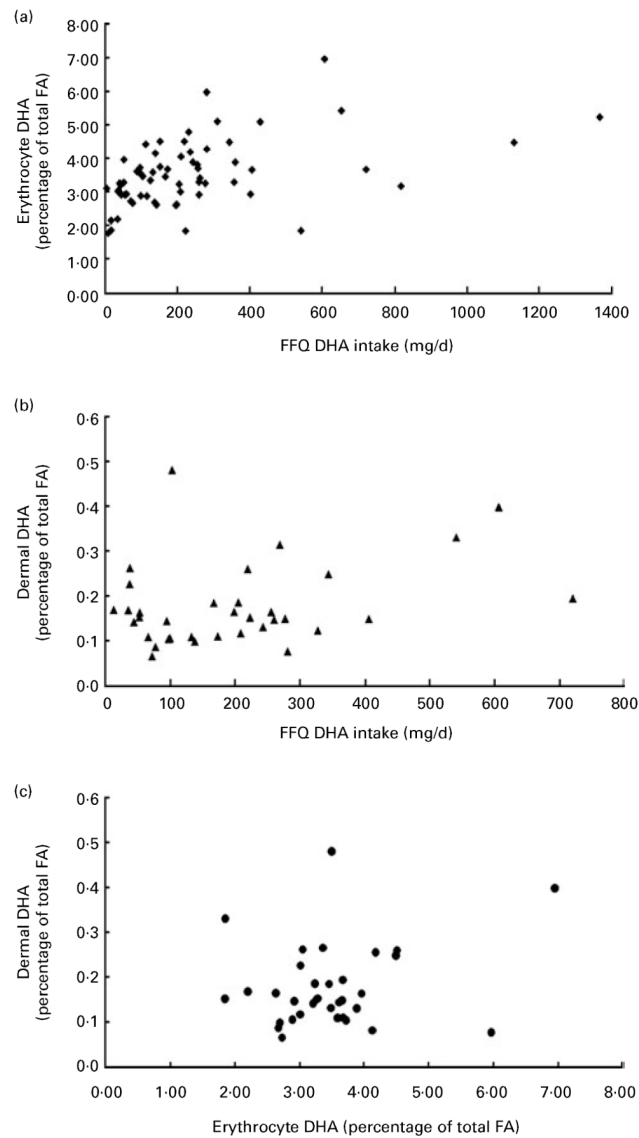 (a)
8·00
7·00
6·00
5·00
4·00
3·00
2·00
1·00
0·00
Erythrocyte DHA
(percentage of total FA)
0 200 400 600 800 1000 1200 1400
FFQ DHA intake (mg/d)
(b)
0·6
0·5
0·4
0·3
0·2
0·1
0·0
Dermal DHA
(percentage of total FA)
0 100 200 300 400 500 600 700 800
FFQ DHA intake (mg/d)
(c)
0·6
0·5
0·4
0·3
0·2
0·1
0·0
Dermal DHA
(percentage of total FA)
0·00 1·00 2·00 3·00 4·00 5·00 6·00 7·00 8·00
Erythrocyte DHA (percentage of total FA)